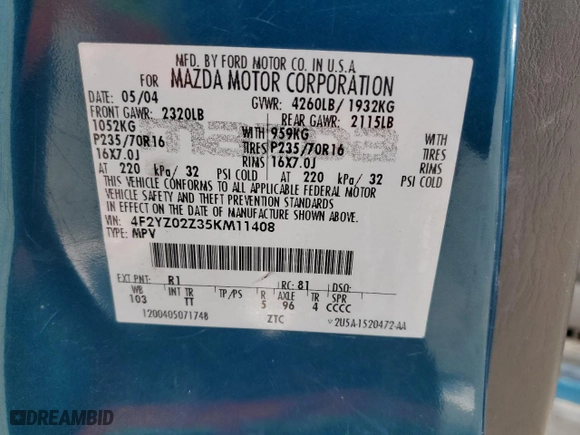 MFD. BY FORD MOTOR CO. IN U.S.A.
FOR MAZDA MOTOR CORPORATION
DATE: 05/04 GVWR: 4260LB/ 1932KG
FRONT GAWR: 2320LB REAR GAWR: 2115LB
1052KG WITH 959KG WITH
P235/70R16 TIRES P235/70R16 TIRES
16X7.0J RIMS 16X7.0J RIMS
AT 220 kPa/ 32 PSI COLD AT 220 kPa/ 32 PSI COLD
THIS VEHICLE CONFORMS TO ALL APPLICABLE FEDERAL MOTOR
VEHICLE SAFETY AND THEFT PREVENTION STANDARDS
IN EFFECT ON THE DATE OF MANUFACTURE SHOWN ABOVE.
VIN: 4F2YZ02Z35KM11408
TYPE: MPV
EXT PNT: R1 RC: 81 DSO:
WB INT TR TP/PS R AXLE TR SPR
103 TT 5 96 4 CCCC
1200405071748 ZTC v2U5A-1520472-AA
DREAMBID